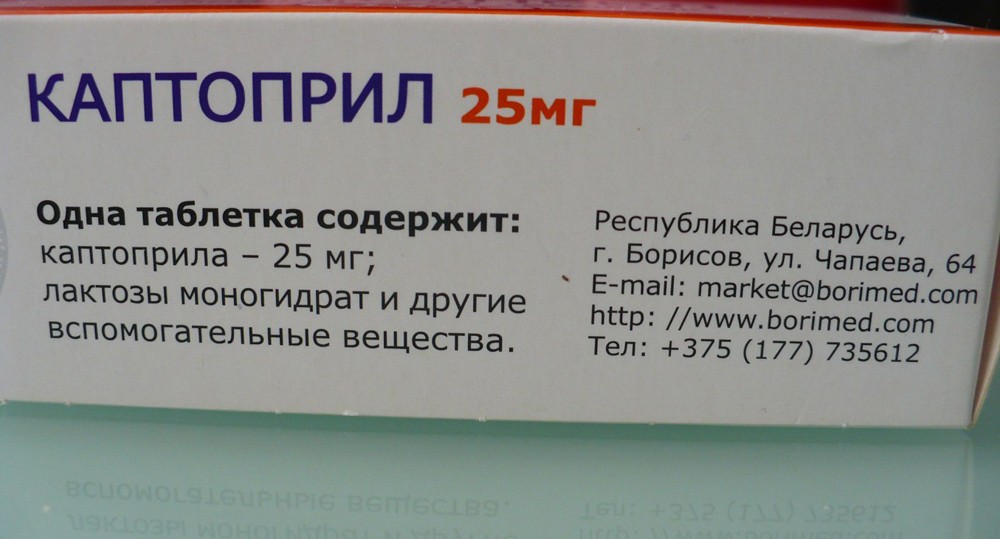 КАПТОПРИЛ 25мг
Одна таблетка содержит:
каптоприла – 25 мг;
лактозы моногидрат и другие
вспомогательные вещества.
Республика Беларусь,
г. Борисов, ул. Чапаева, 64
E-mail: market@borimed.com
http: //www.borimed.com
Тел: +375 (177) 735612